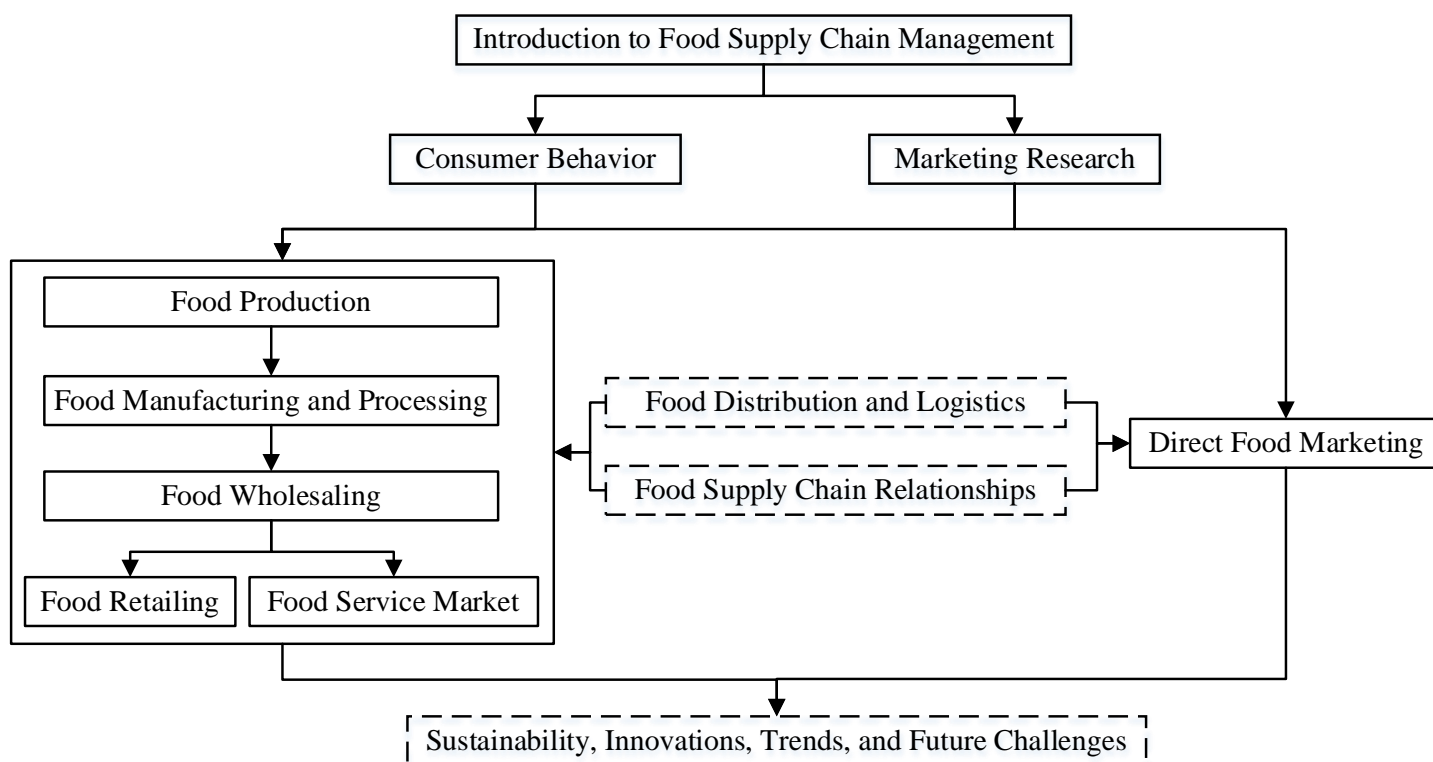 Introduction to Food Supply Chain Management
Consumer Behavior
Marketing Research
Food Production
Food Manufacturing and Processing
Food Distribution and Logistics
Direct Food Marketing
Food Wholesaling
Food Supply Chain Relationships
Food Retailing
Food Service Market
Sustainability, Innovations, Trends, and Future Challenges